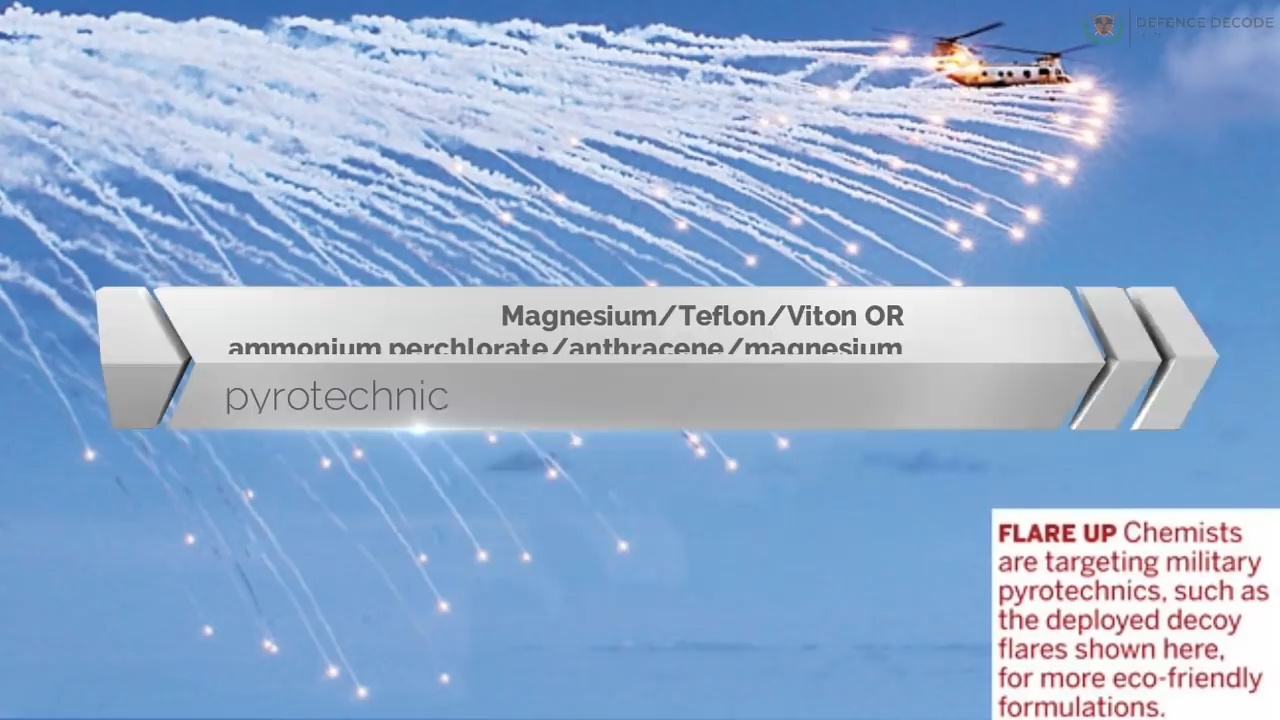 DEFENCE DECODE
Magnesium/Teflon/Viton OR
ammonium perchlorate/anthracene/magnesium
pyrotechnic
FLARE UP Chemists
are targeting military
pyrotechnics, such as
the deployed decoy
flares shown here,
for more eco-friendly
formulations.